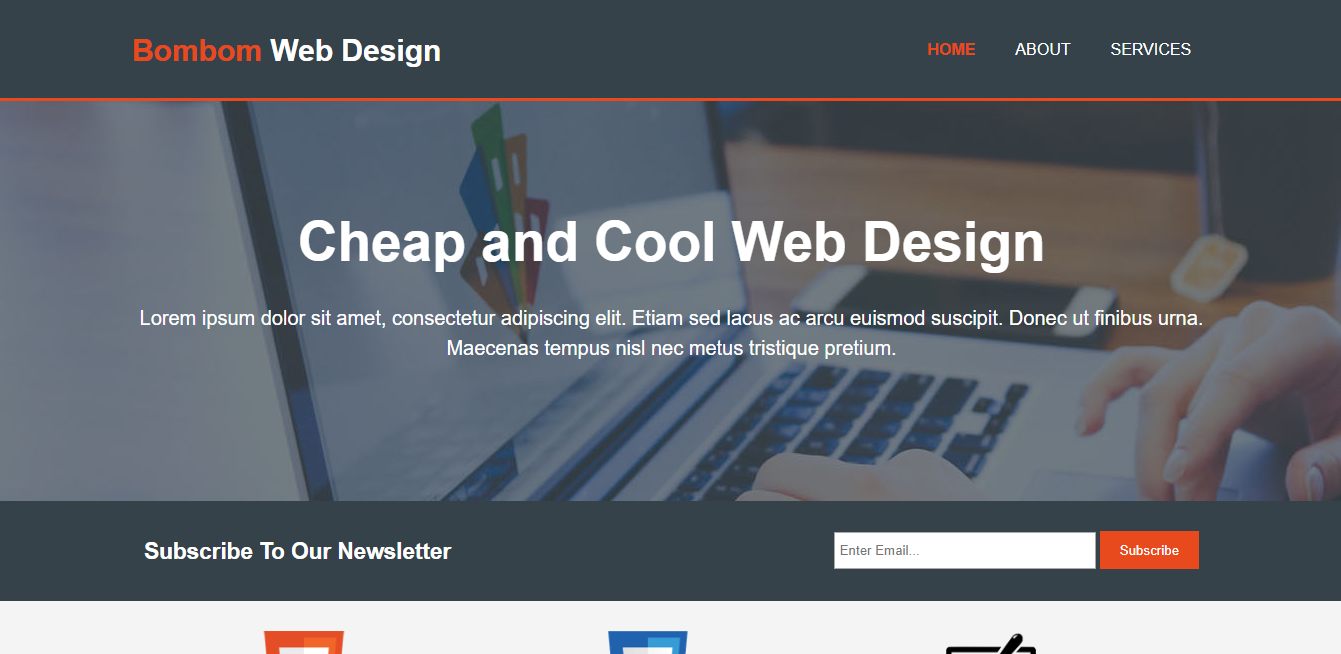 Bombom Web Design
HOME ABOUT SERVICES
Cheap and Cool Web Design
Lorem ipsum dolor sit amet, consectetur adipiscing elit. Etiam sed lacus ac arcu euismod suscipit. Donec ut finibus urna.
Maecenas tempus nisl nec metus tristique pretium.
Subscribe To Our Newsletter
Enter Email...
Subscribe